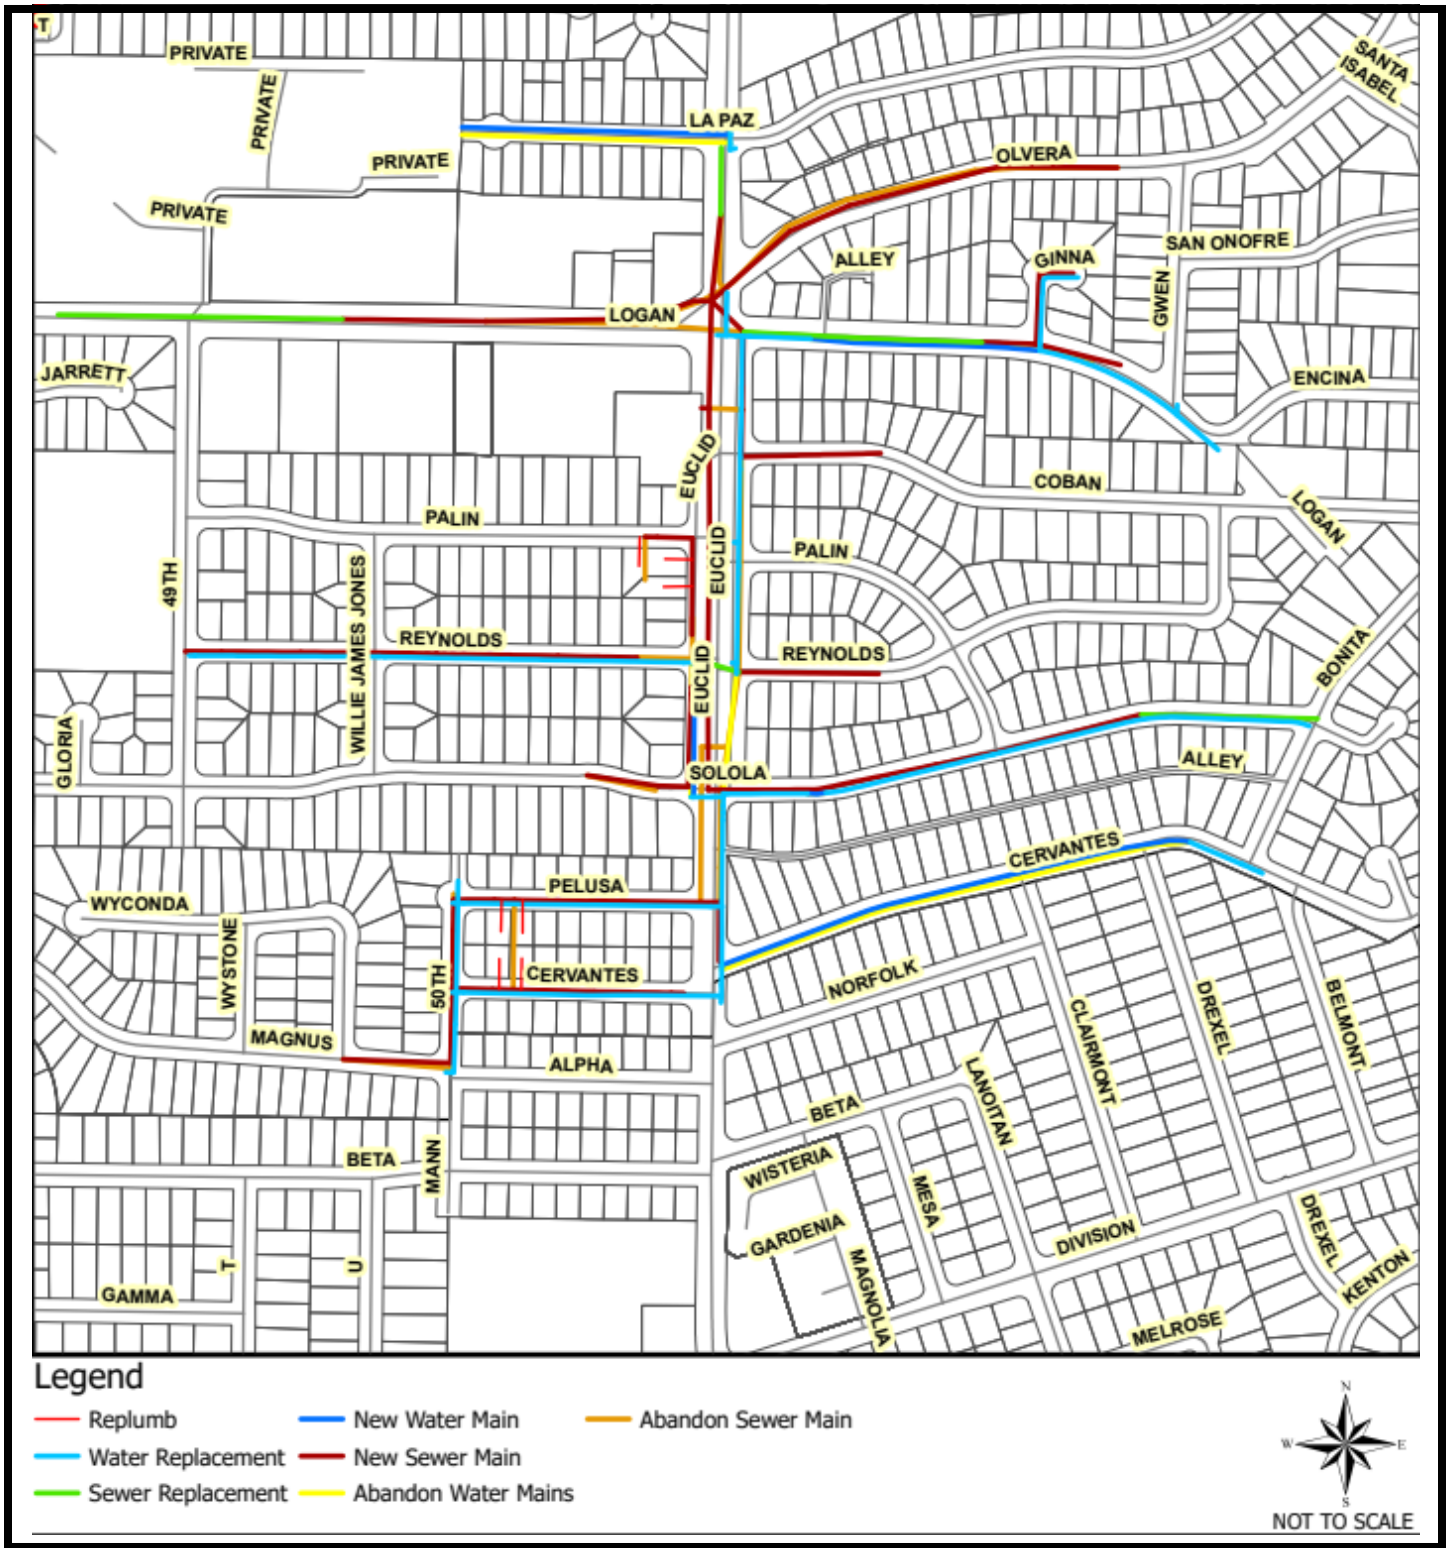 T
PRIVATE
SANTA
ISABEL
PRIVATE
LA PAZ
PRIVATE
OLVERA
PRIVATE
SAN ONOFRE
ALLEY
GINNA
GWEN
LOGAN
JARRETT
ENCINA
EUCLID
COBAN
LOGAN
PALIN
EUCLID
PALIN
49TH
WILLIE JAMES JONES
REYNOLDS
EUCLID
REYNOLDS
BONITA
GLORIA
SOLOLA
ALLEY
CERVANTES
PELUSA
WYCONDA
WYSTONE
50TH
CERVANTES
NORFOLK
CLAIRMONT
DREXEL
BELMONT
MAGNUS
ALPHA
LANOITAN
BETA
BETA
MANN
WISTERIA
MESA
GARDENIA
DIVISION
DREXEL
T
U
MAGNOLIA
KENTON
GAMMA
MELROSE
Legend
Replumb
New Water Main
Abandon Sewer Main
Water Replacement
New Sewer Main
Sewer Replacement
Abandon Water Mains
N
W
E
S
NOT TO SCALE